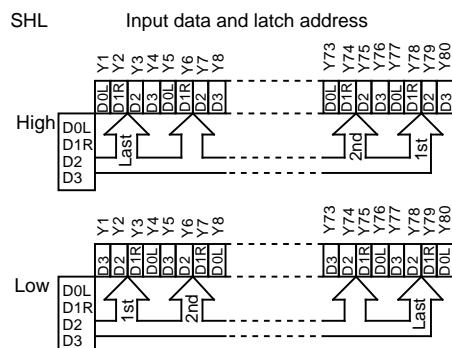 SHL Input data and latch address
Y1 Y2 Y3 Y4 Y5 Y6 Y7 Y8 Y73 Y74 Y75 Y76 Y77 Y78 Y79 Y80
D0L D1R D2 D3 D0L D1R D2 D3 D0L D1R D2 D3 D0L D1R D2 D3
High
D0L
D1R
D2
D3
Last 2nd 1st
Y1 Y2 Y3 Y4 Y5 Y6 Y7 Y8 Y73 Y74 Y75 Y76 Y77 Y78 Y79 Y80
D3 D2 D1R D0L D3 D2 D1R D0L D3 D2 D1R D0L D3 D2 D1R D0L
Low
D0L
D1R
D2
D3
1st 2nd Last